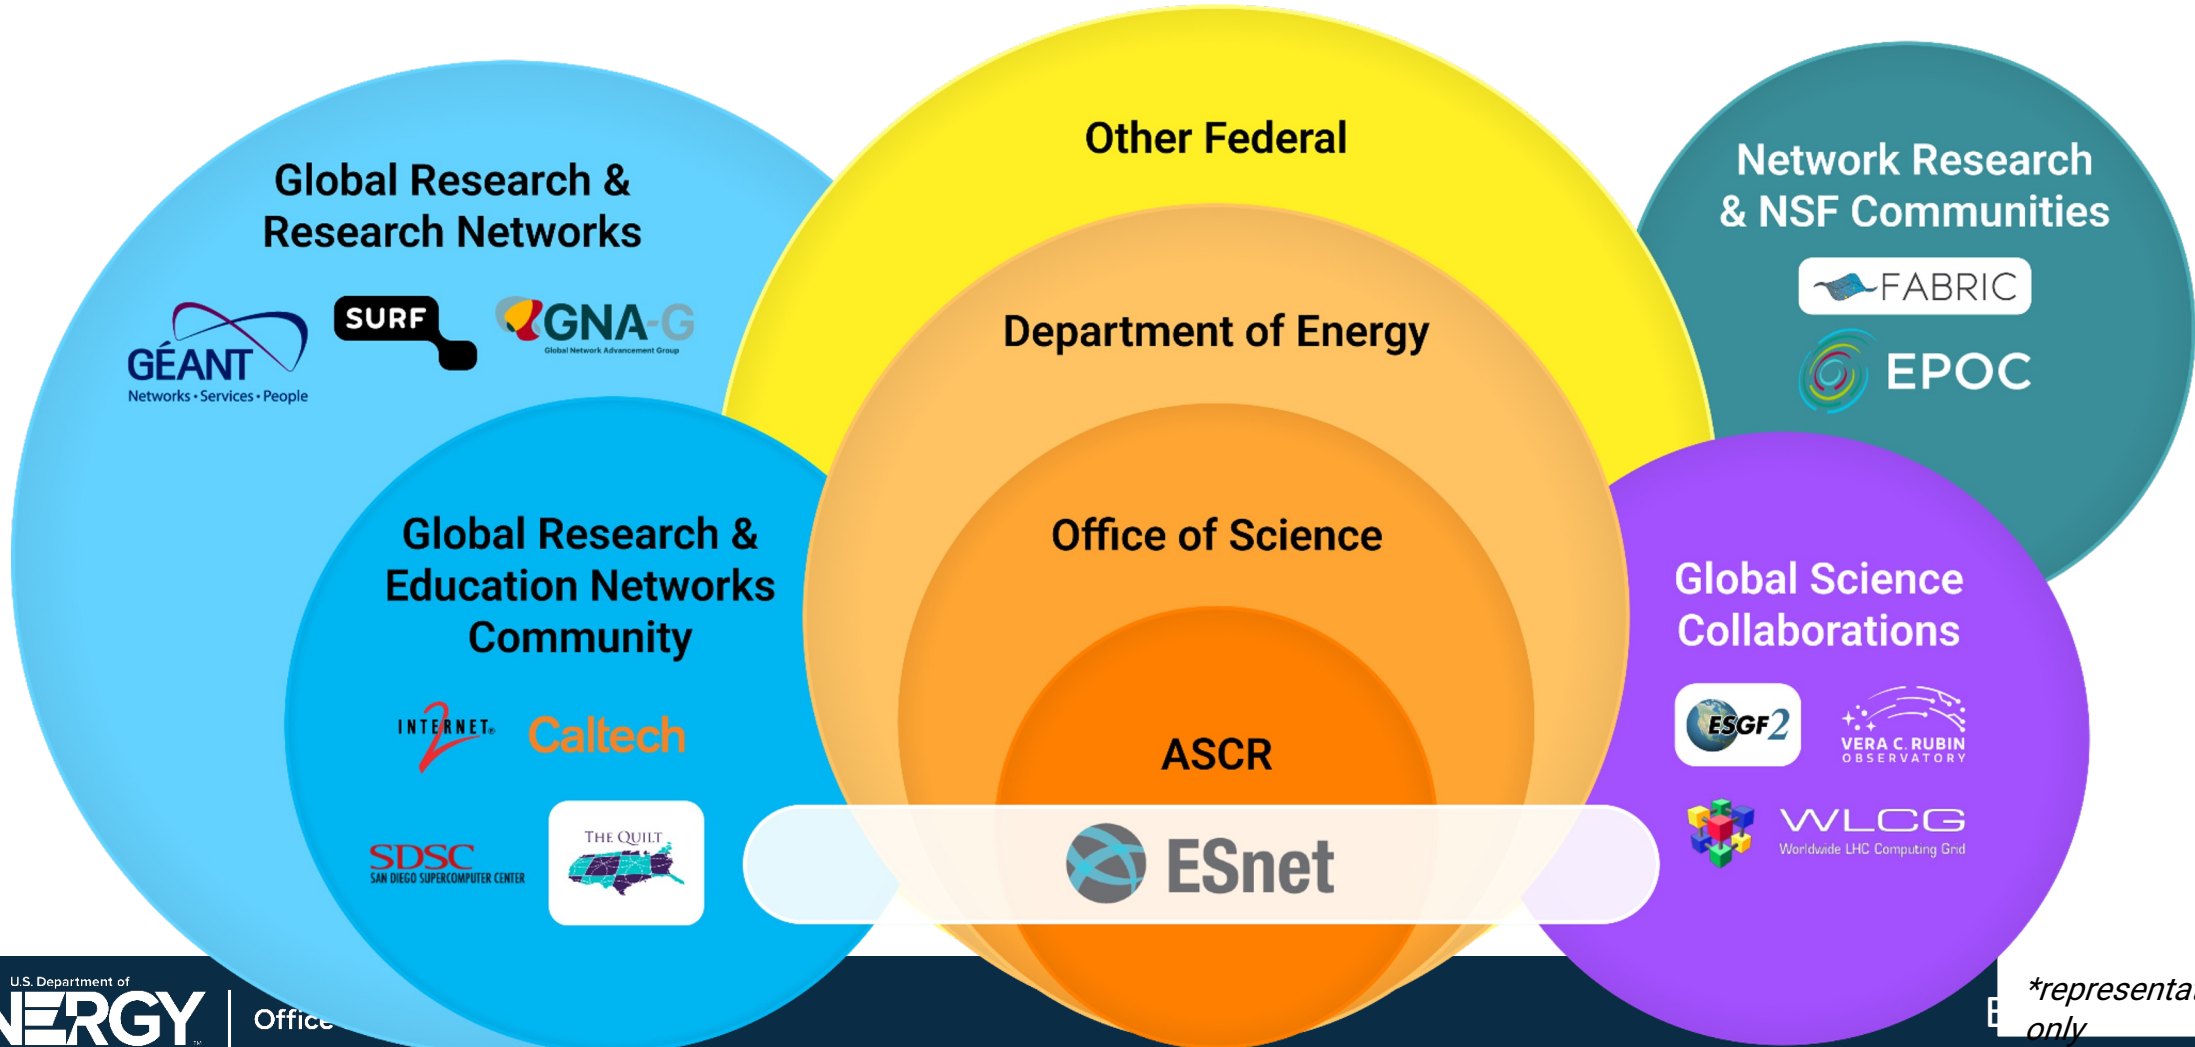 Global Research &
Research Networks
GÉANT
Networks • Services • People
SURF
GNA-G
Global Network Advancement Group
Global Research &
Education Networks
Community
INTERNET®
2
Caltech
SDSC
SAN DIEGO SUPERCOMPUTER CENTER
THE QUILT
Other Federal
Department of Energy
Office of Science
ASCR
ESnet
Network Research
& NSF Communities
FABRIC
EPOC
Global Science
Collaborations
ESGF2
VERA C. RUBIN
OBSERVATORY
WLCG
Worldwide LHC Computing Grid
U.S. Department of
NERGY
Office
*representa
only